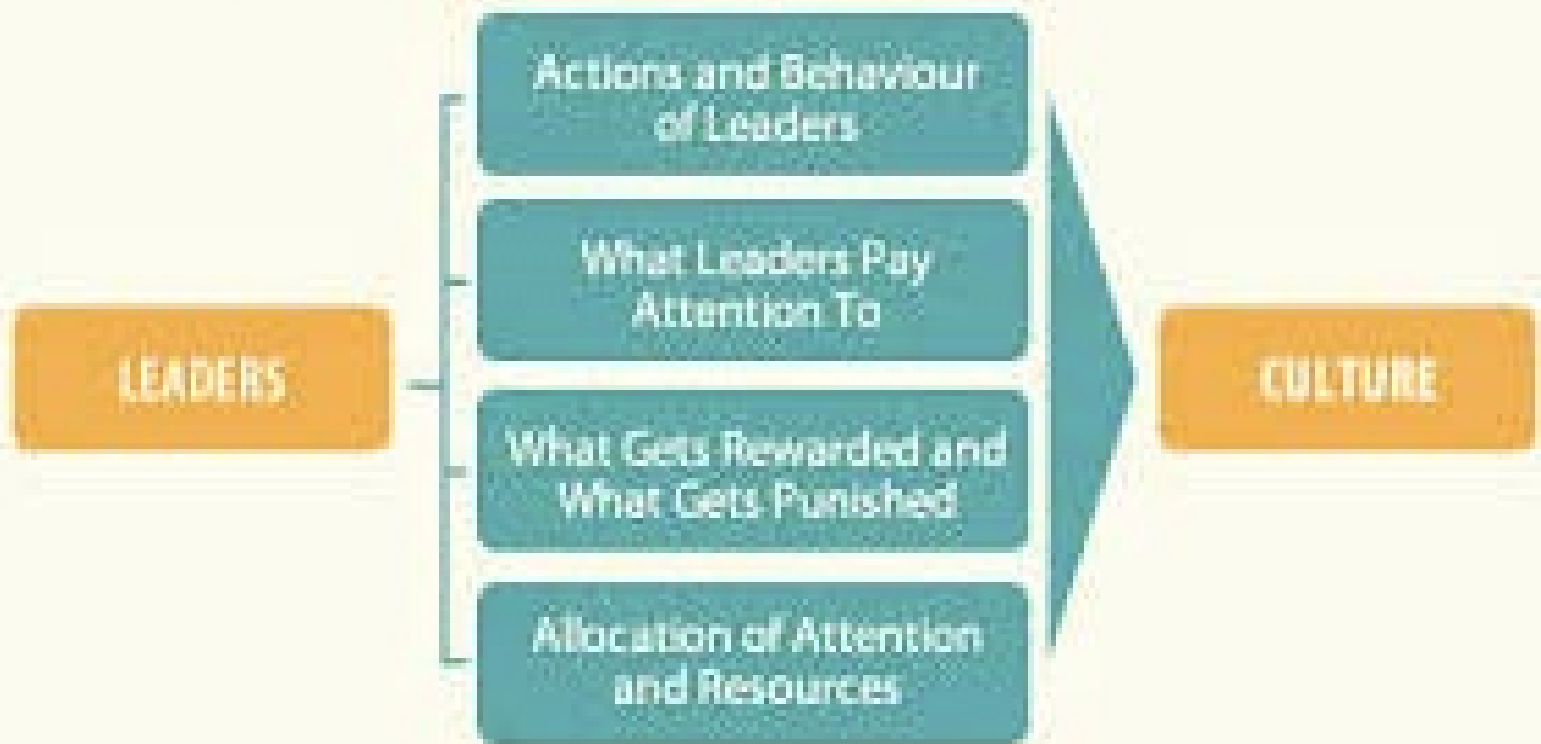 LEADERS
Actions and Behaviour
of Leaders
What Leaders Pay
Attention To
What Gets Rewarded and
What Gets Punished
Allocation of Attention
and Resources
CULTURE